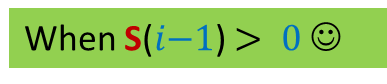 When S(i−1) > 0 ☺